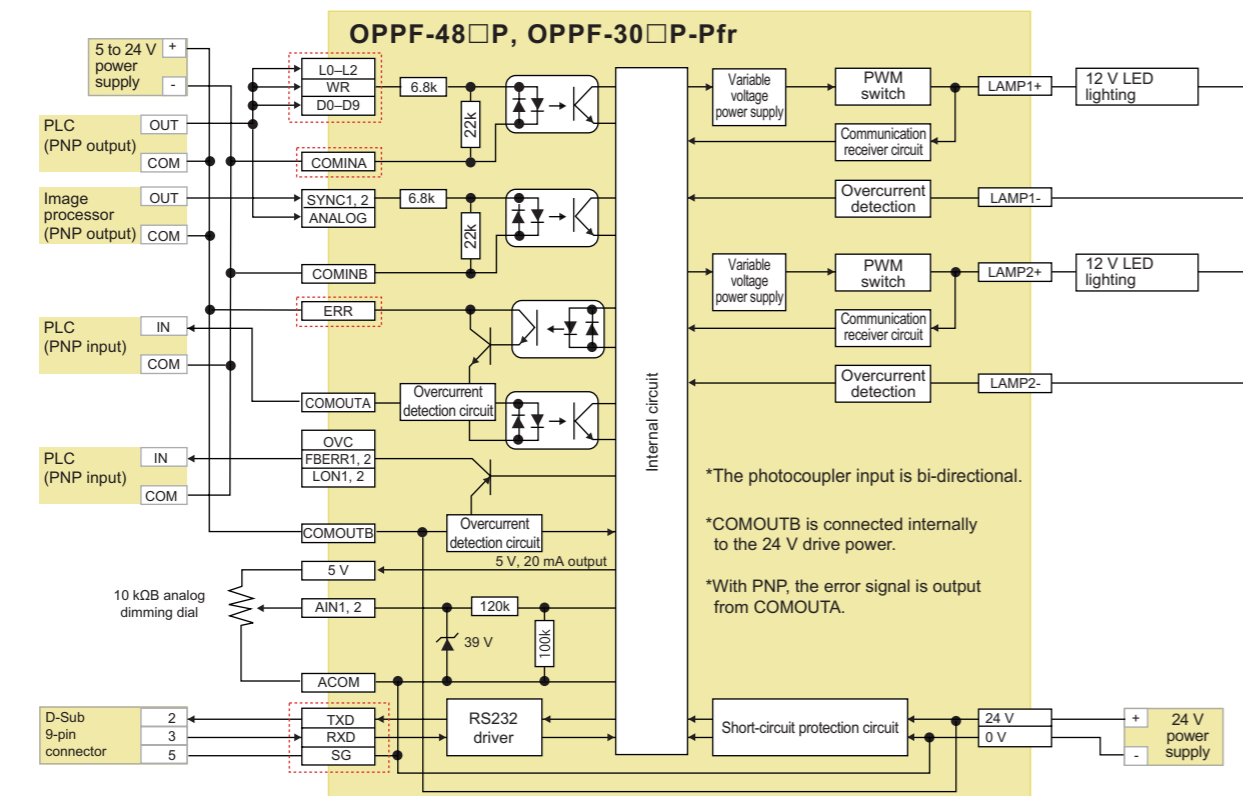 OPPF-48□P, OPPF-30□P-Pfr
5 to 24 V
power
supply
+
-
PLC
(PNP output)
OUT
COM
Image
processor
(PNP output)
OUT
COM
PLC
(PNP input)
IN
COM
PLC
(PNP input)
IN
COM
10 kΩB analog
dimming dial
D-Sub
9-pin
connector
2
3
5
L0–L2
WR
D0–D9
COMINA
SYNC1, 2
ANALOG
COMINB
ERR
COMOUTA
OVC
FBERR1, 2
LON1, 2
COMOUTB
5 V
AIN1, 2
ACOM
TXD
RXD
SG
6.8k
22k
6.8k
22k
Overcurrent
detection circuit
Overcurrent
detection circuit
5 V, 20 mA output
120k
39 V
100k
RS232
driver
Internal circuit
Variable
voltage
power supply
PWM
switch
LAMP1+
12 V LED
lighting
Communication
receiver circuit
Overcurrent
detection
LAMP1-
Variable
voltage
power supply
PWM
switch
LAMP2+
12 V LED
lighting
Communication
receiver circuit
Overcurrent
detection
LAMP2-
*The photocoupler input is bi-directional.
*COMOUTB is connected internally
to the 24 V drive power.
*With PNP, the error signal is output
from COMOUTA.
Short-circuit protection circuit
24 V
0 V
+
-
24 V
power
supply